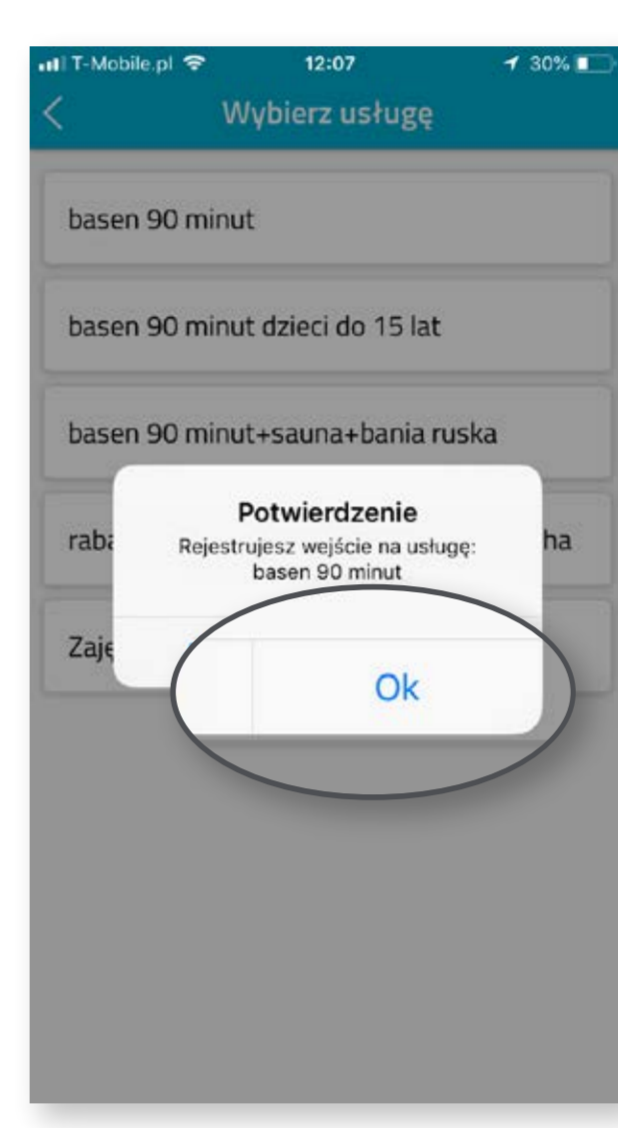 T-Mobile.pl 12:07 30%
Wybierz usługę
basen 90 minut
basen 90 minut dzieci do 15 lat
basen 90 minut+sauna+bania ruska
Potwierdzenie
Rejestrujesz wejście na usługę:
basen 90 minut
Ok